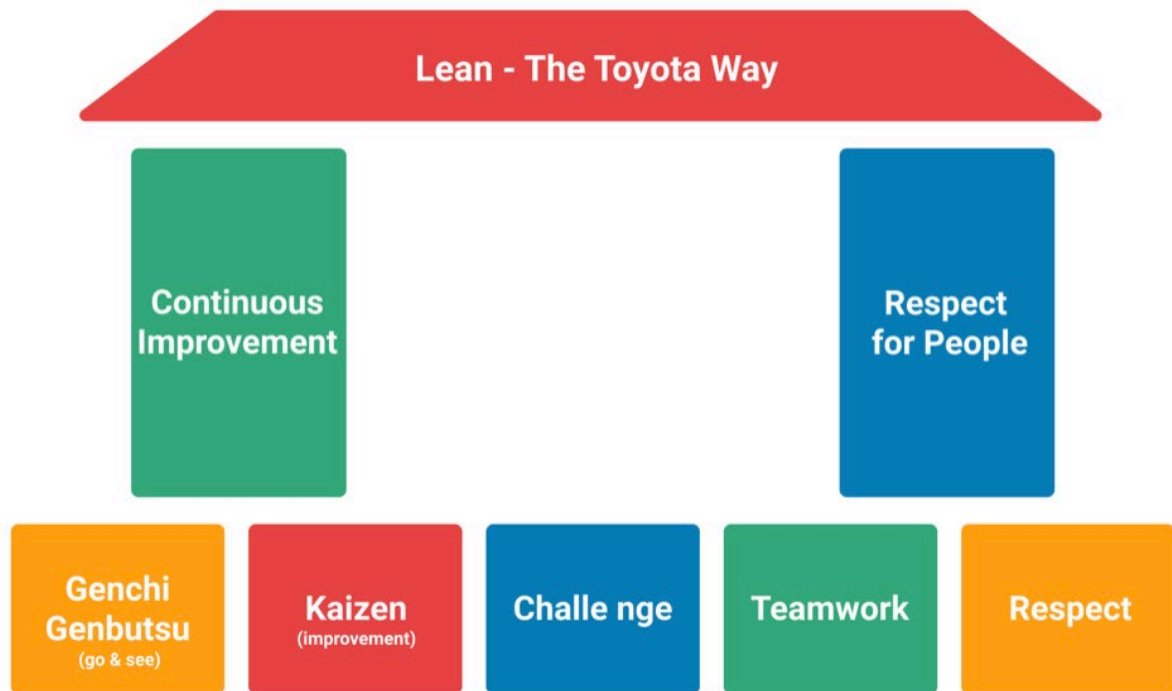 Lean - The Toyota Way
Continuous
Improvement
Respect
for People
Genchi
Genbutsu
(go & see)
Kaizen
(improvement)
Challe nge
Teamwork
Respect